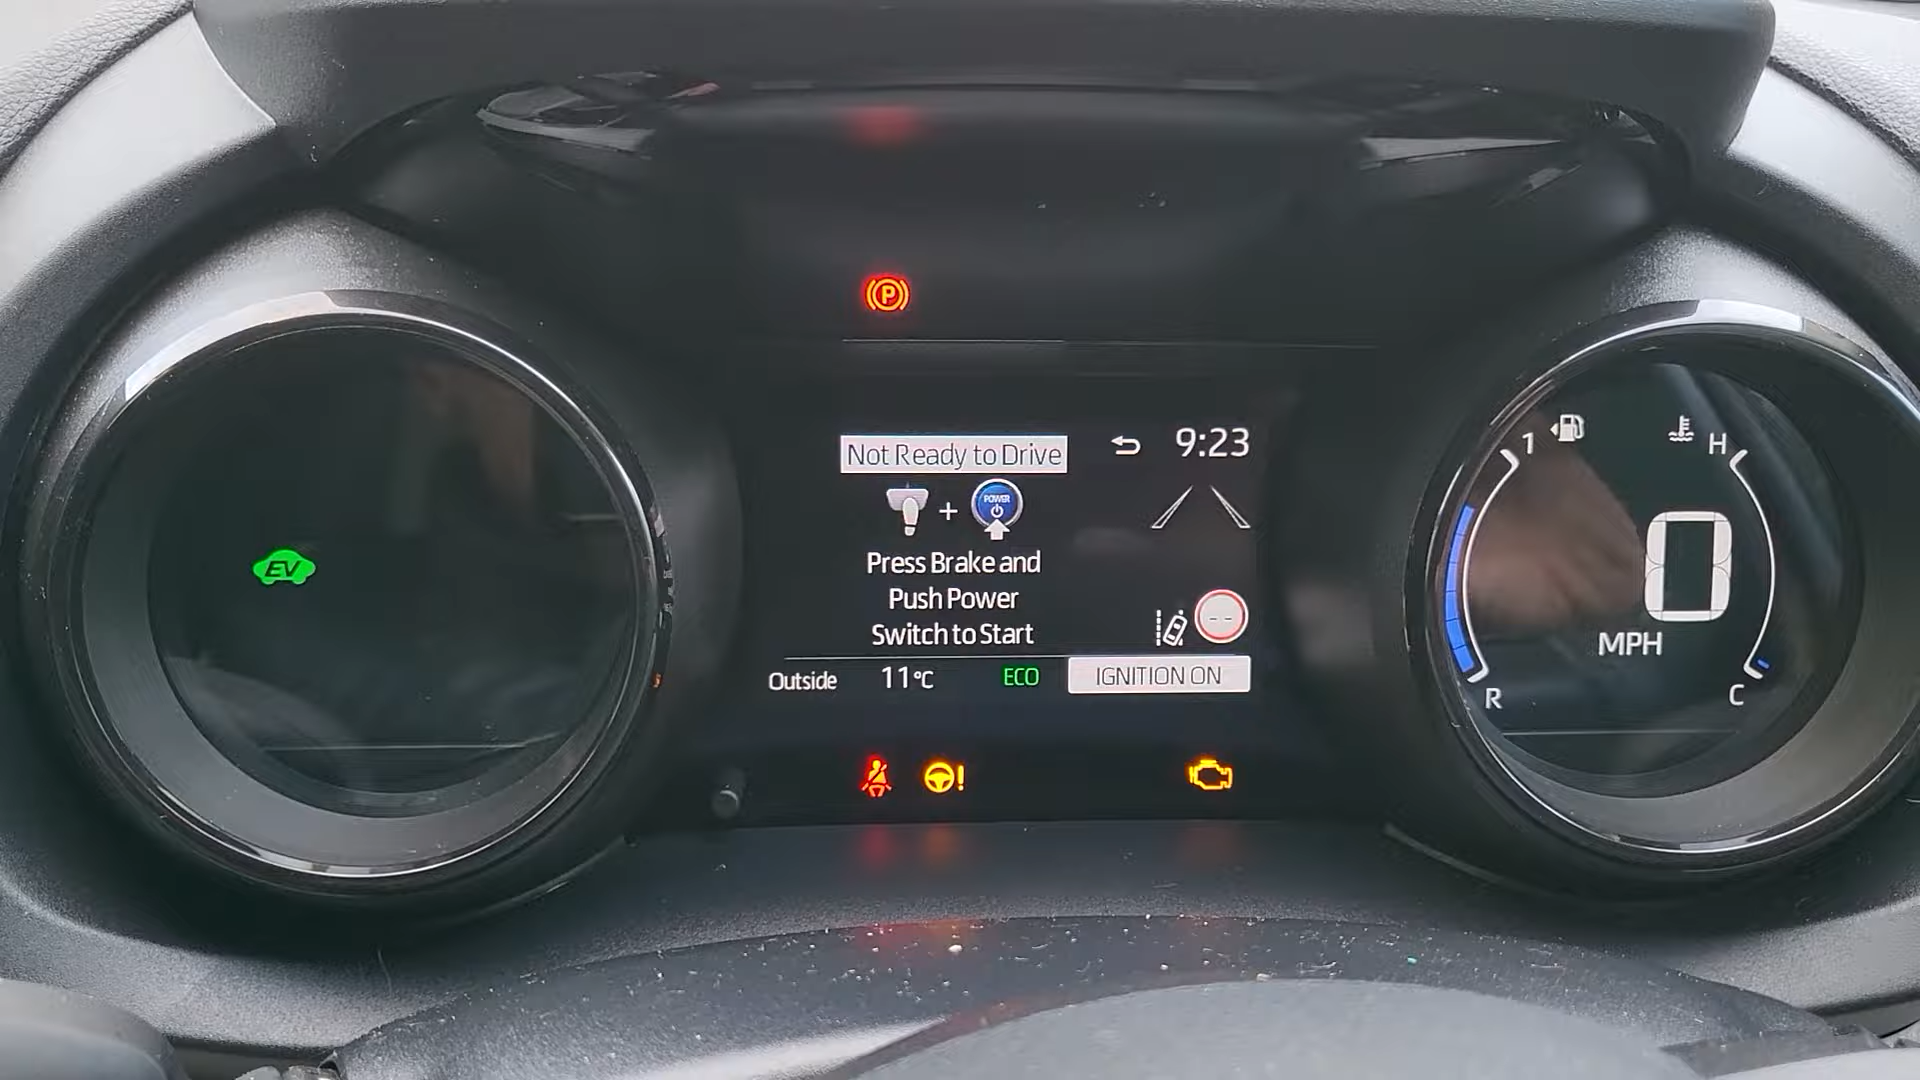 P
Not Ready to Drive
9:23
+
POWER
Press Brake and
Push Power
Switch to Start
--
Outside 11°C ECO IGNITION ON
EV
1 H
0
MPH
R C
!